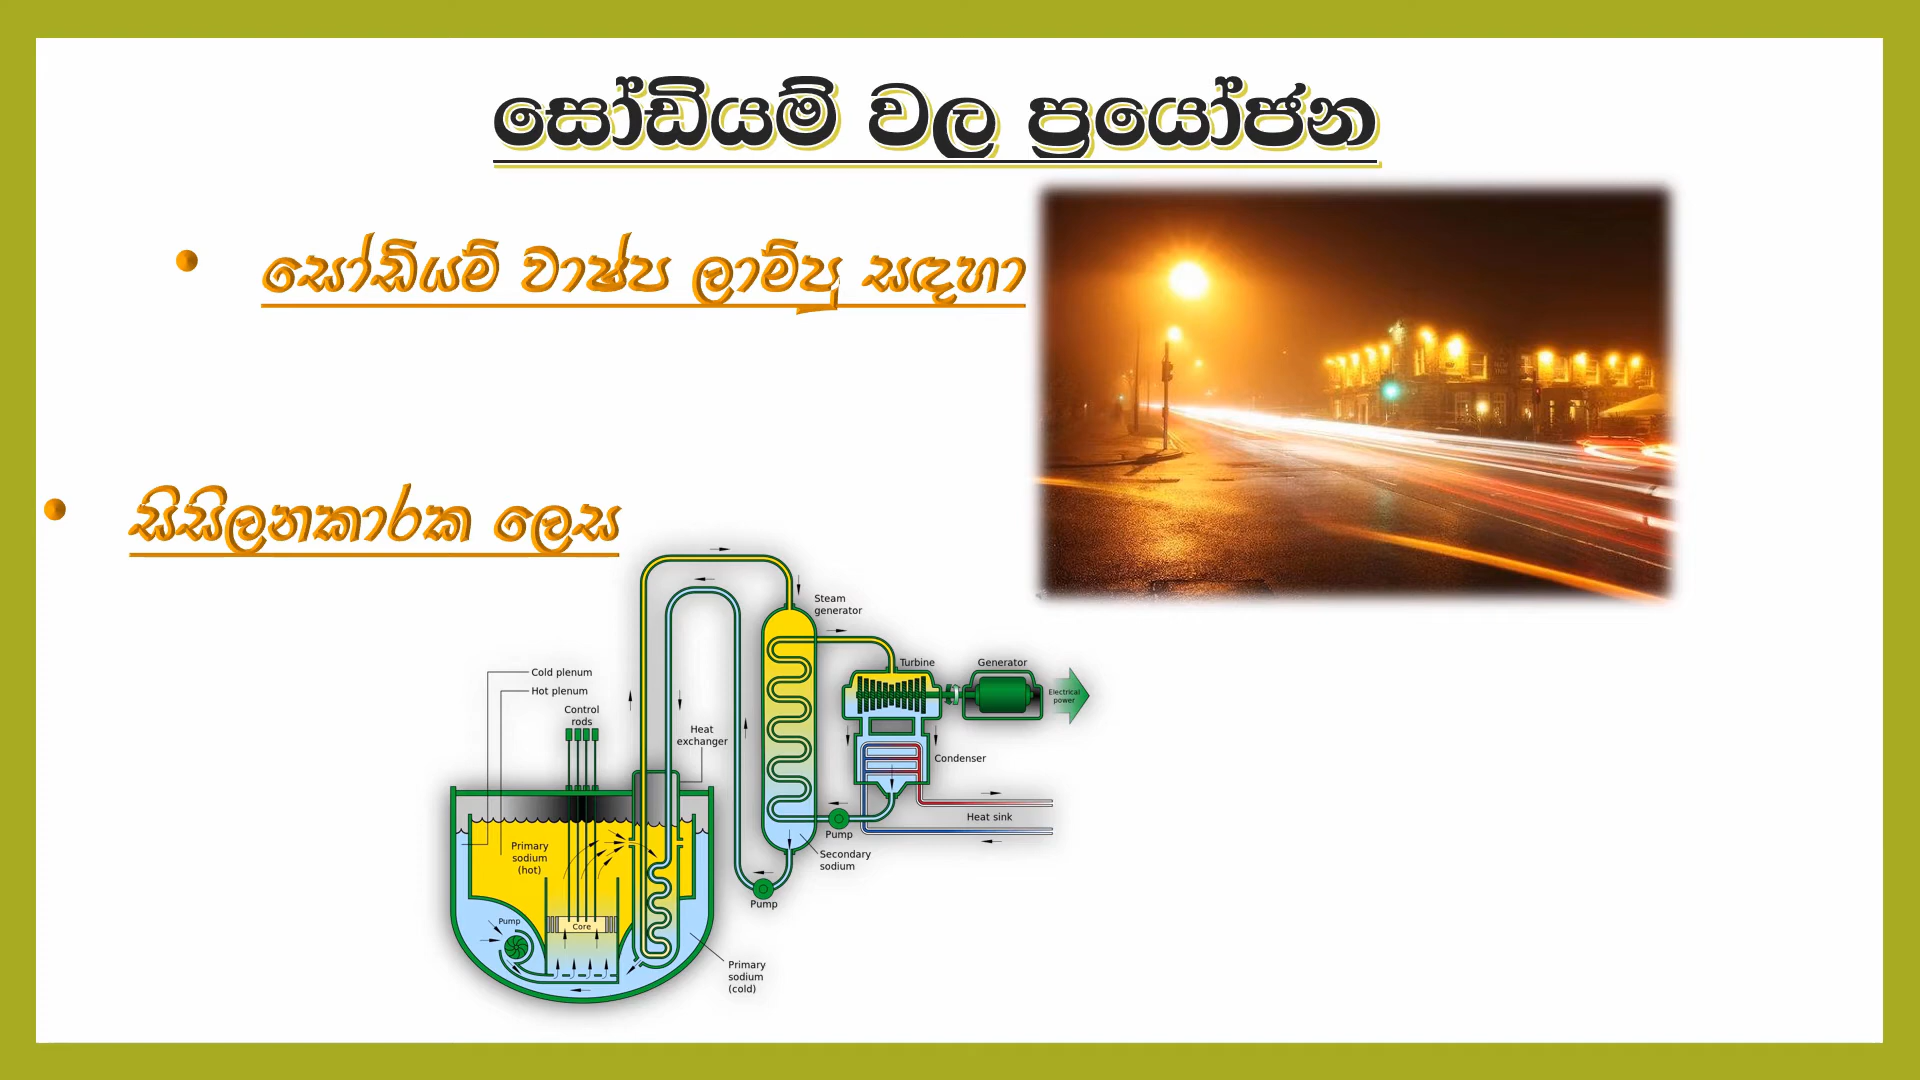 සෝඩියම් වල ප්‍රයෝජන
• සෝඩියම් වාෂ්ප ලාම්පු සඳහා
• සිසිලනකාරක ලෙස
Steam
generator
Turbine
Generator
Electrical
power
Cold plenum
Hot plenum
Control
rods
Heat
exchanger
Condenser
Heat sink
Pump
Secondary
sodium
Primary
sodium
(hot)
Pump
Pump
Core
Primary
sodium
(cold)